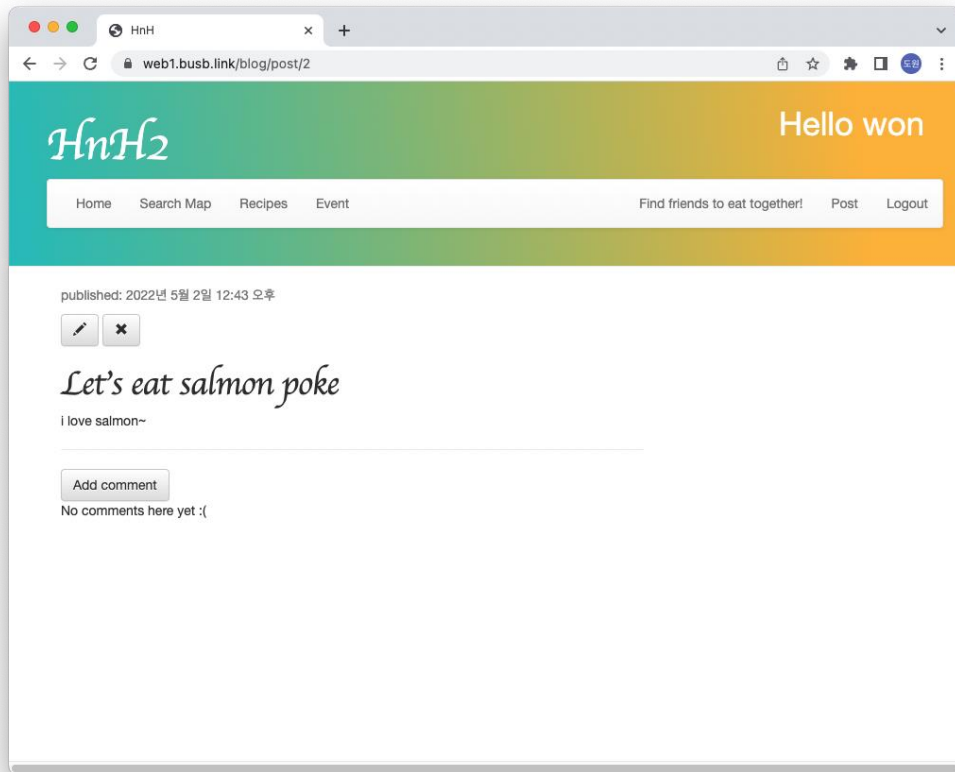 HnH
web1.busb.link/blog/post/2
도원
Hello won
HnH2
Home Search Map Recipes Event Find friends to eat together! Post Logout
published: 2022년 5월 2일 12:43 오후
Let's eat salmon poke
i love salmon~
Add comment
No comments here yet :(